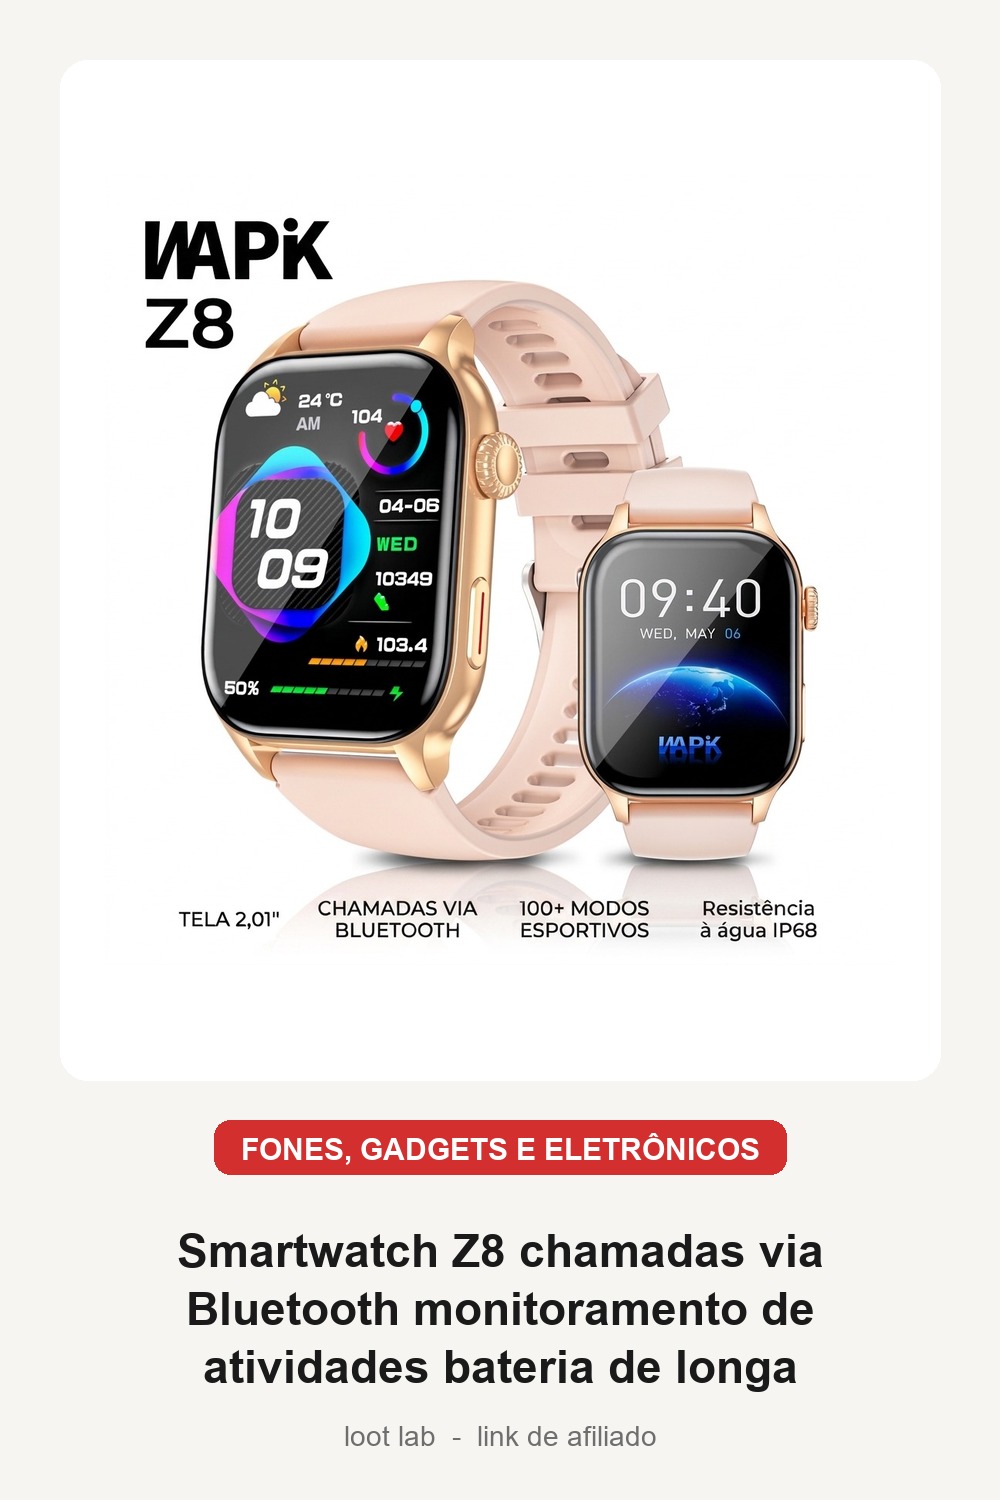 WAPiK
Z8
24°C
AM
104
10
09
04-06
WED
10349
103.4
50%
09:40
WED, MAY 06
WAPiK
TELA 2,01"
CHAMADAS VIA
BLUETOOTH
100+ MODOS
ESPORTIVOS
Resistência
à água IP68
FONES, GADGETS E ELETRÔNICOS
Smartwatch Z8 chamadas via
Bluetooth monitoramento de
atividades bateria de longa
loot lab - link de afiliado